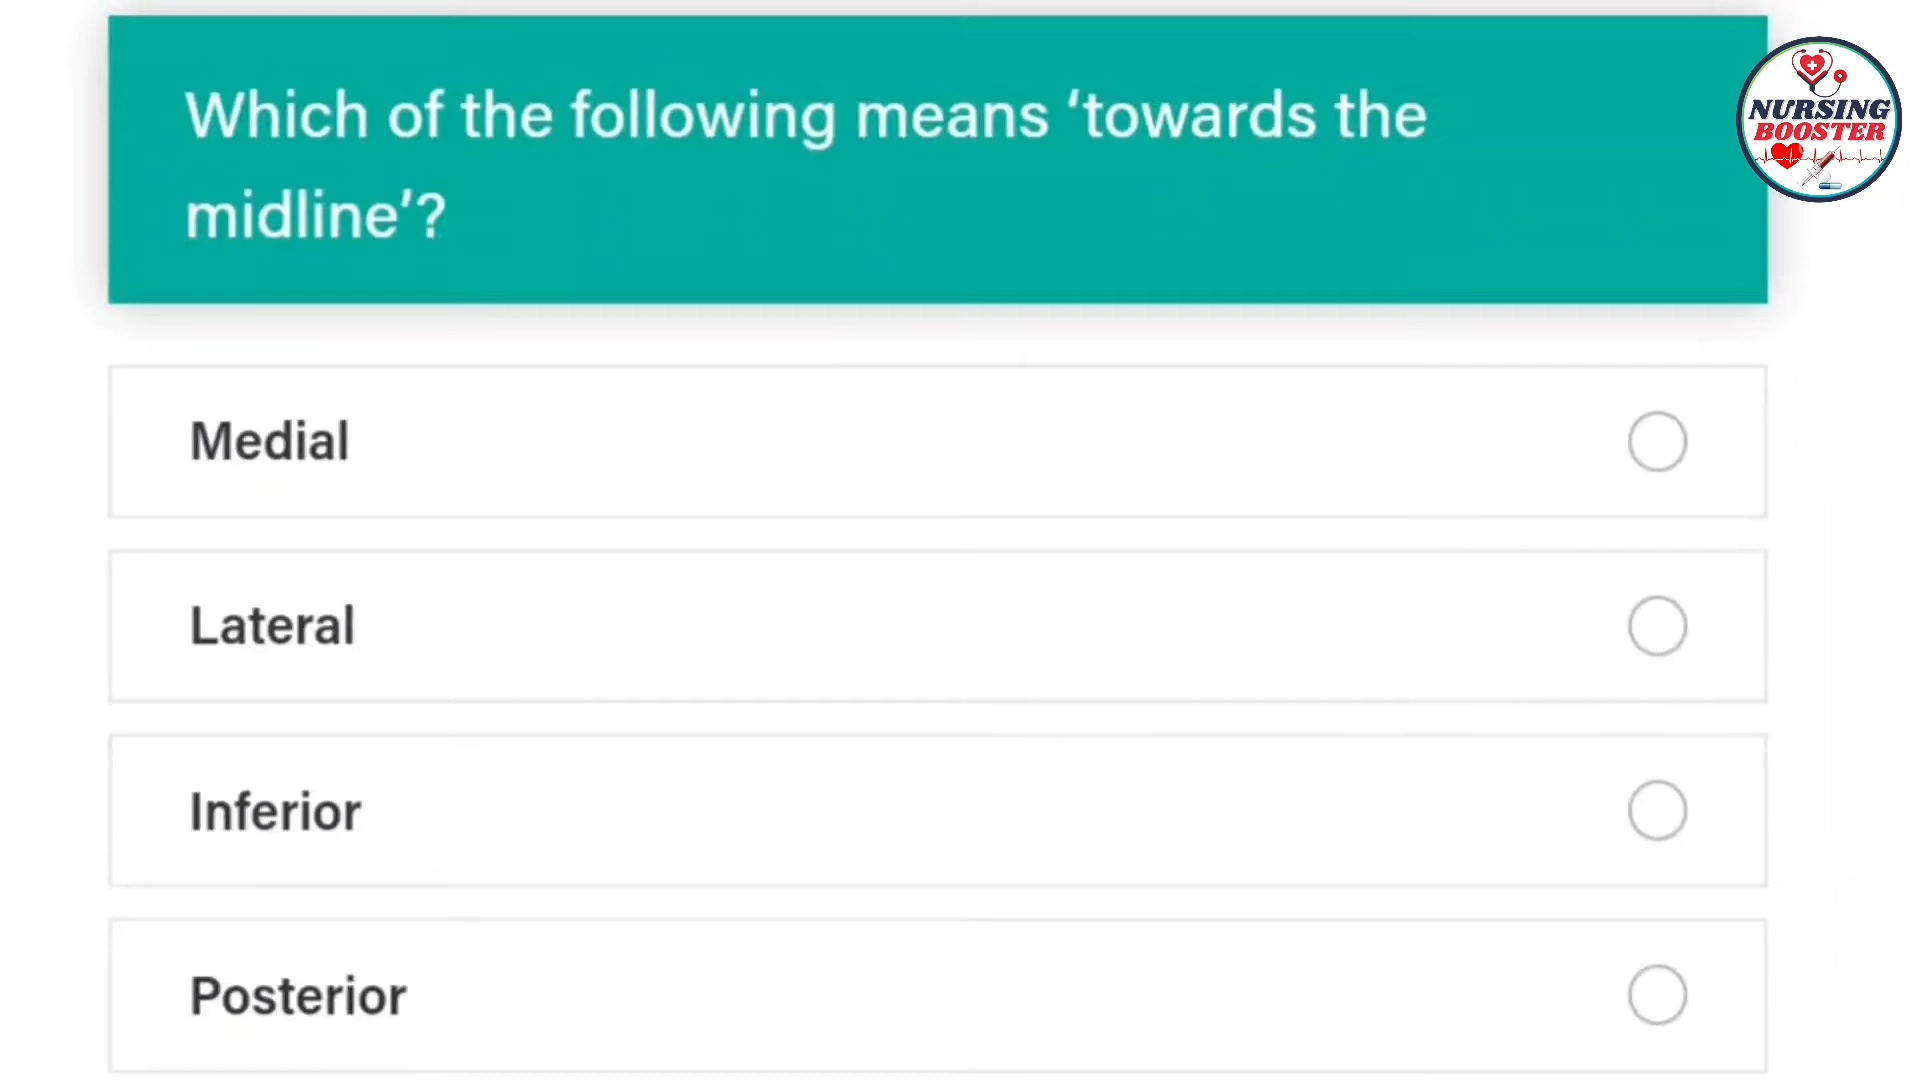 Which of the following means ‘towards the
midline’?
NURSING
BOOSTER
Medial
Lateral
Inferior
Posterior